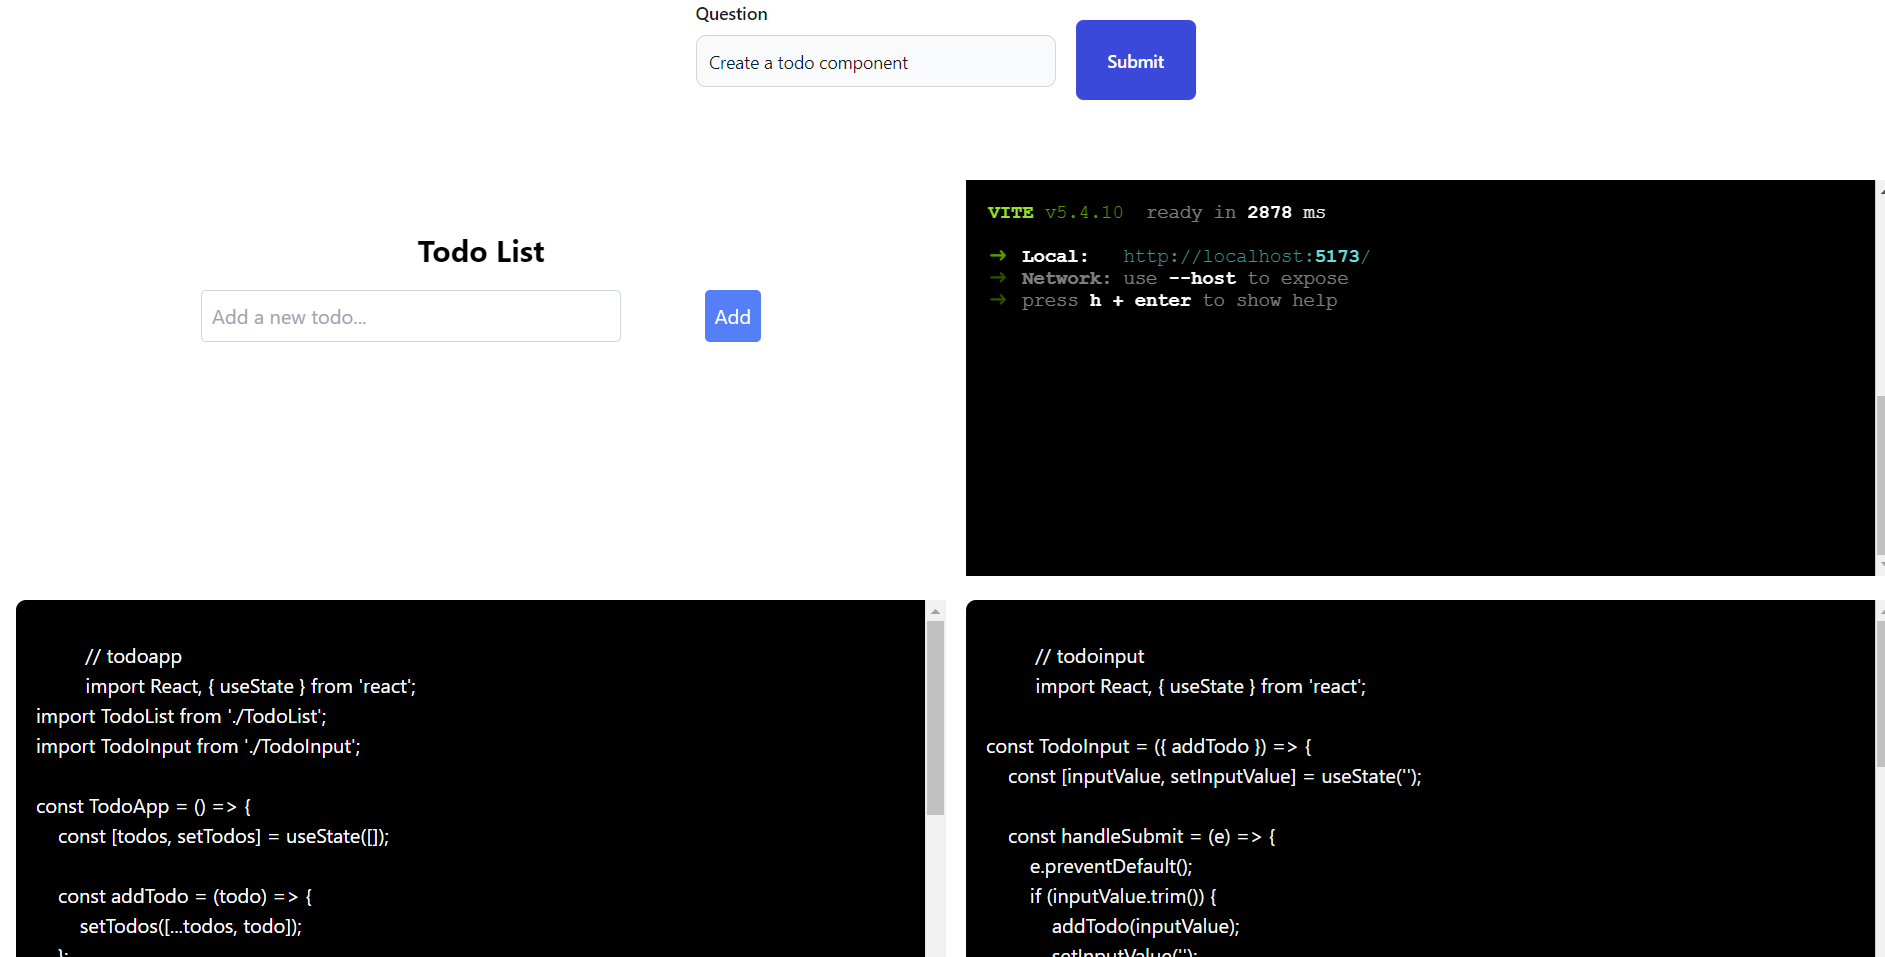 Question
Create a todo component
Submit
Todo List
Add a new todo...
Add
VITE v5.4.10  ready in 2878 ms
➜  Local:   http://localhost:5173/
➜  Network: use --host to expose
➜  press h + enter to show help
// todoapp
import React, { useState } from 'react';
import TodoList from './TodoList';
import TodoInput from './TodoInput';
const TodoApp = () => {
const [todos, setTodos] = useState([]);
const addTodo = (todo) => {
setTodos([...todos, todo]);
};
// todoinput
import React, { useState } from 'react';
const TodoInput = ({ addTodo }) => {
const [inputValue, setInputValue] = useState('');
const handleSubmit = (e) => {
e.preventDefault();
if (inputValue.trim()) {
addTodo(inputValue);
setInputValue('');